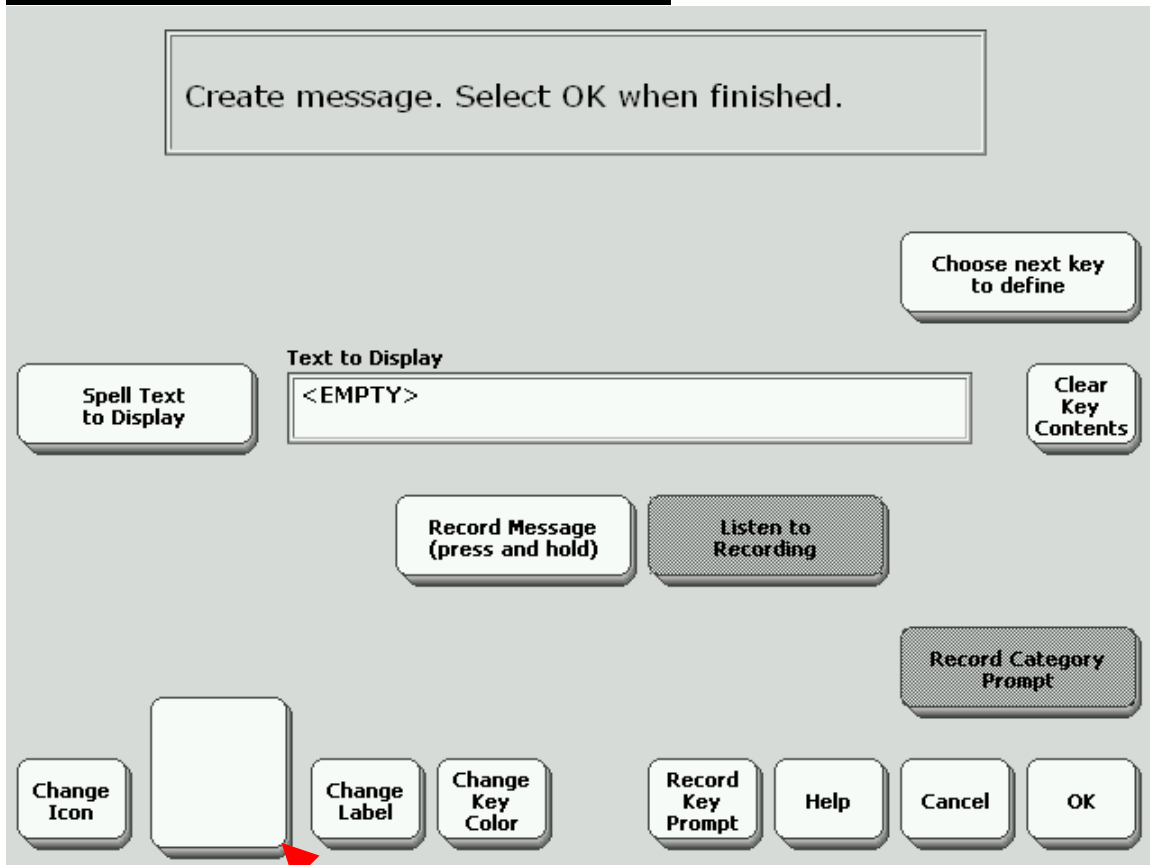 Create message. Select OK when finished.
Choose next key
to define
Text to Display
Spell Text
to Display
<EMPTY>
Clear
Key
Contents
Record Message
(press and hold)
Listen to
Recording
Record Category
Prompt
Change
Icon
Change
Label
Change
Key
Color
Record
Key
Prompt
Help
Cancel
OK